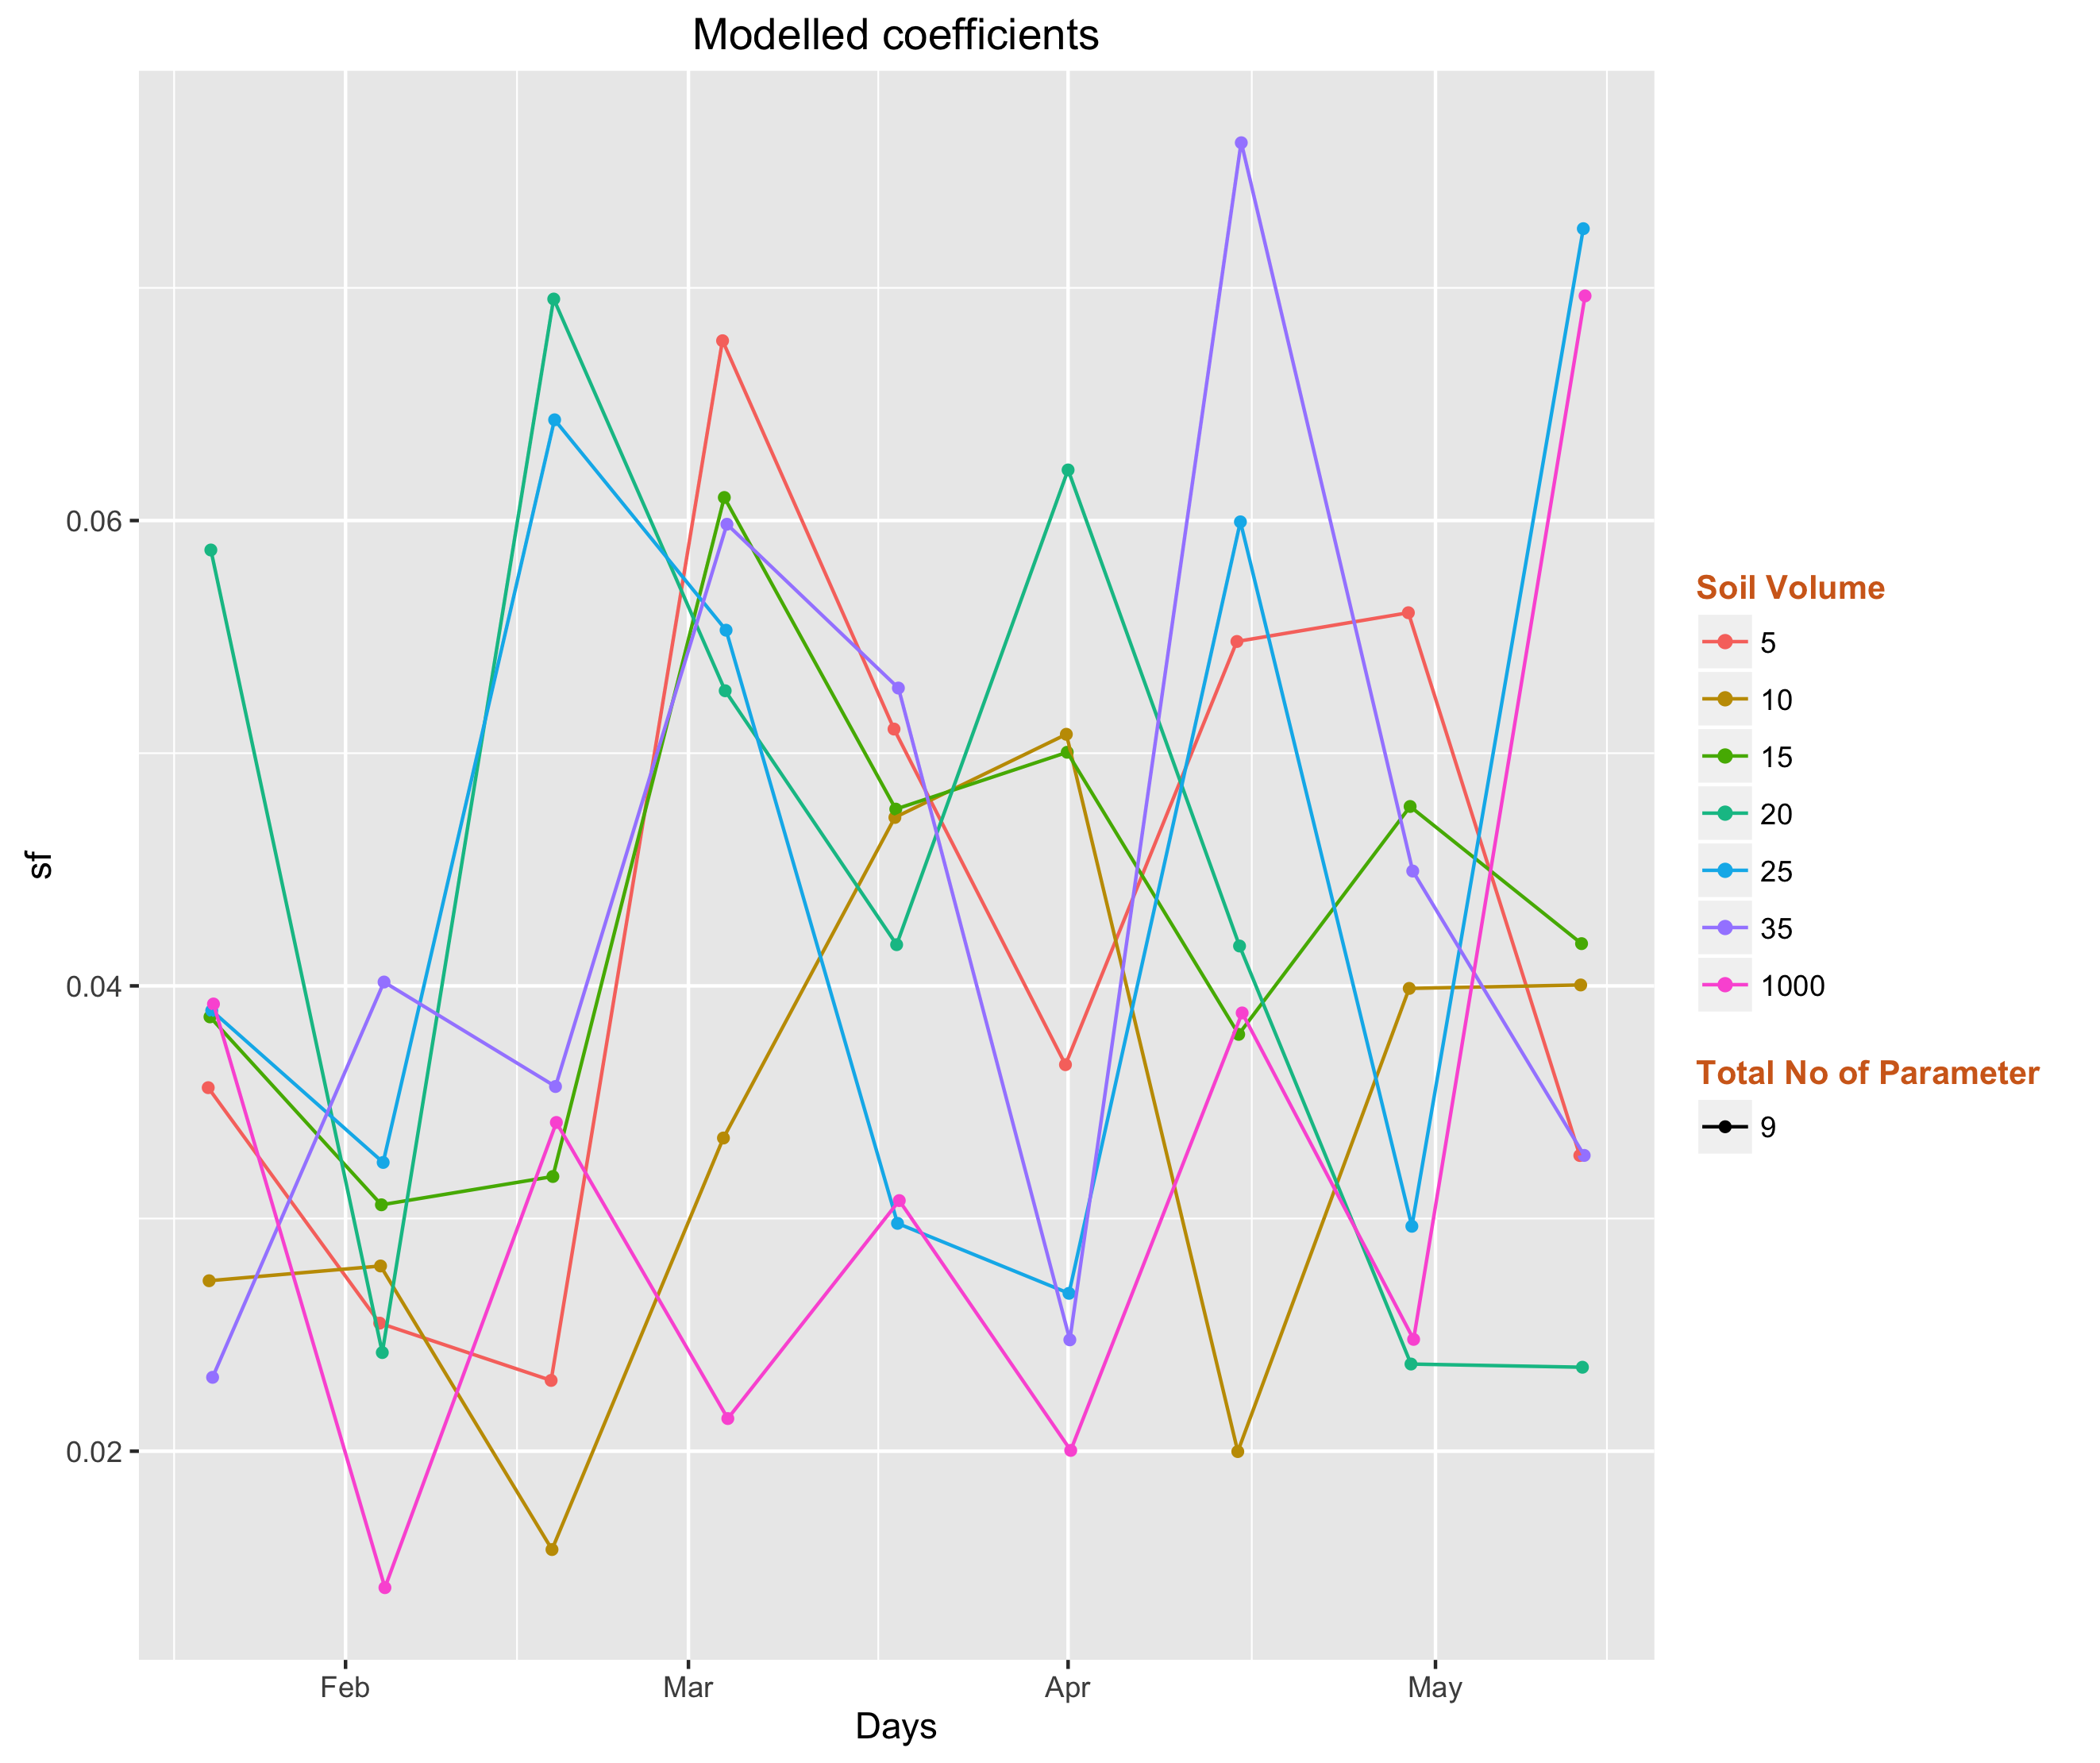 Modelled coefficients
sf
0.06
0.04
0.02
Feb
Mar
Apr
May
Days
Soil Volume
5
10
15
20
25
35
1000
Total No of Parameter
9